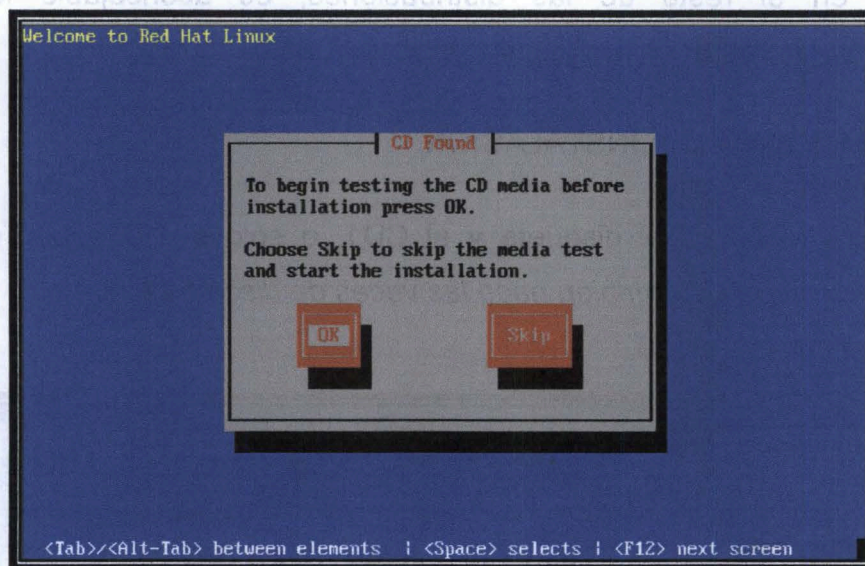 Welcome to Red Hat Linux
CD Found
To begin testing the CD media before
installation press OK.
Choose Skip to skip the media test
and start the installation.
OK
Skip
<Tab>/<Alt-Tab> between elements | <Space> selects | <F12> next screen